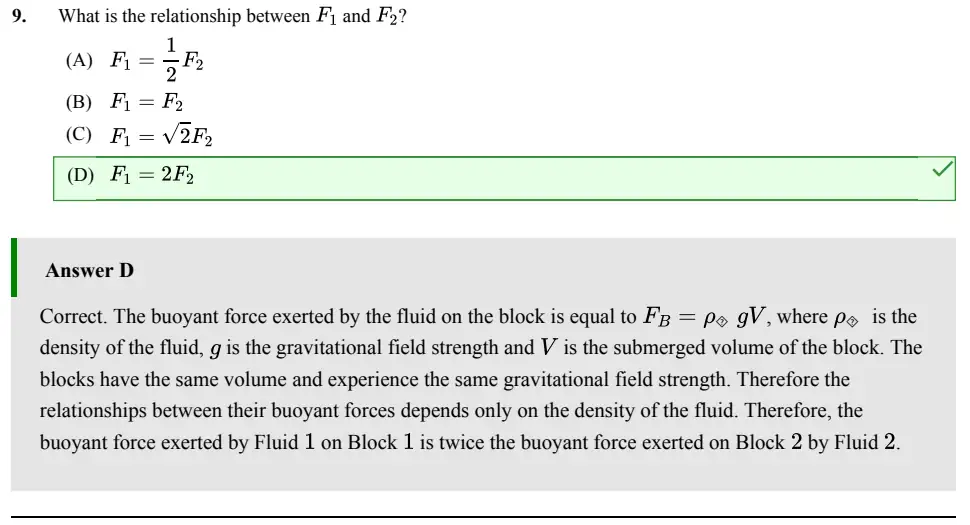 9. What is the relationship between F₁ and F₂?
(A) F₁ = 1/2 F₂
(B) F₁ = F₂
(C) F₁ = √2F₂
(D) F₁ = 2F₂
Answer D
Correct. The buoyant force exerted by the fluid on the block is equal to F_B = ρ� gV, where ρ� is the
density of the fluid, g is the gravitational field strength and V is the submerged volume of the block. The
blocks have the same volume and experience the same gravitational field strength. Therefore the
relationships between their buoyant forces depends only on the density of the fluid. Therefore, the
buoyant force exerted by Fluid 1 on Block 1 is twice the buoyant force exerted on Block 2 by Fluid 2.